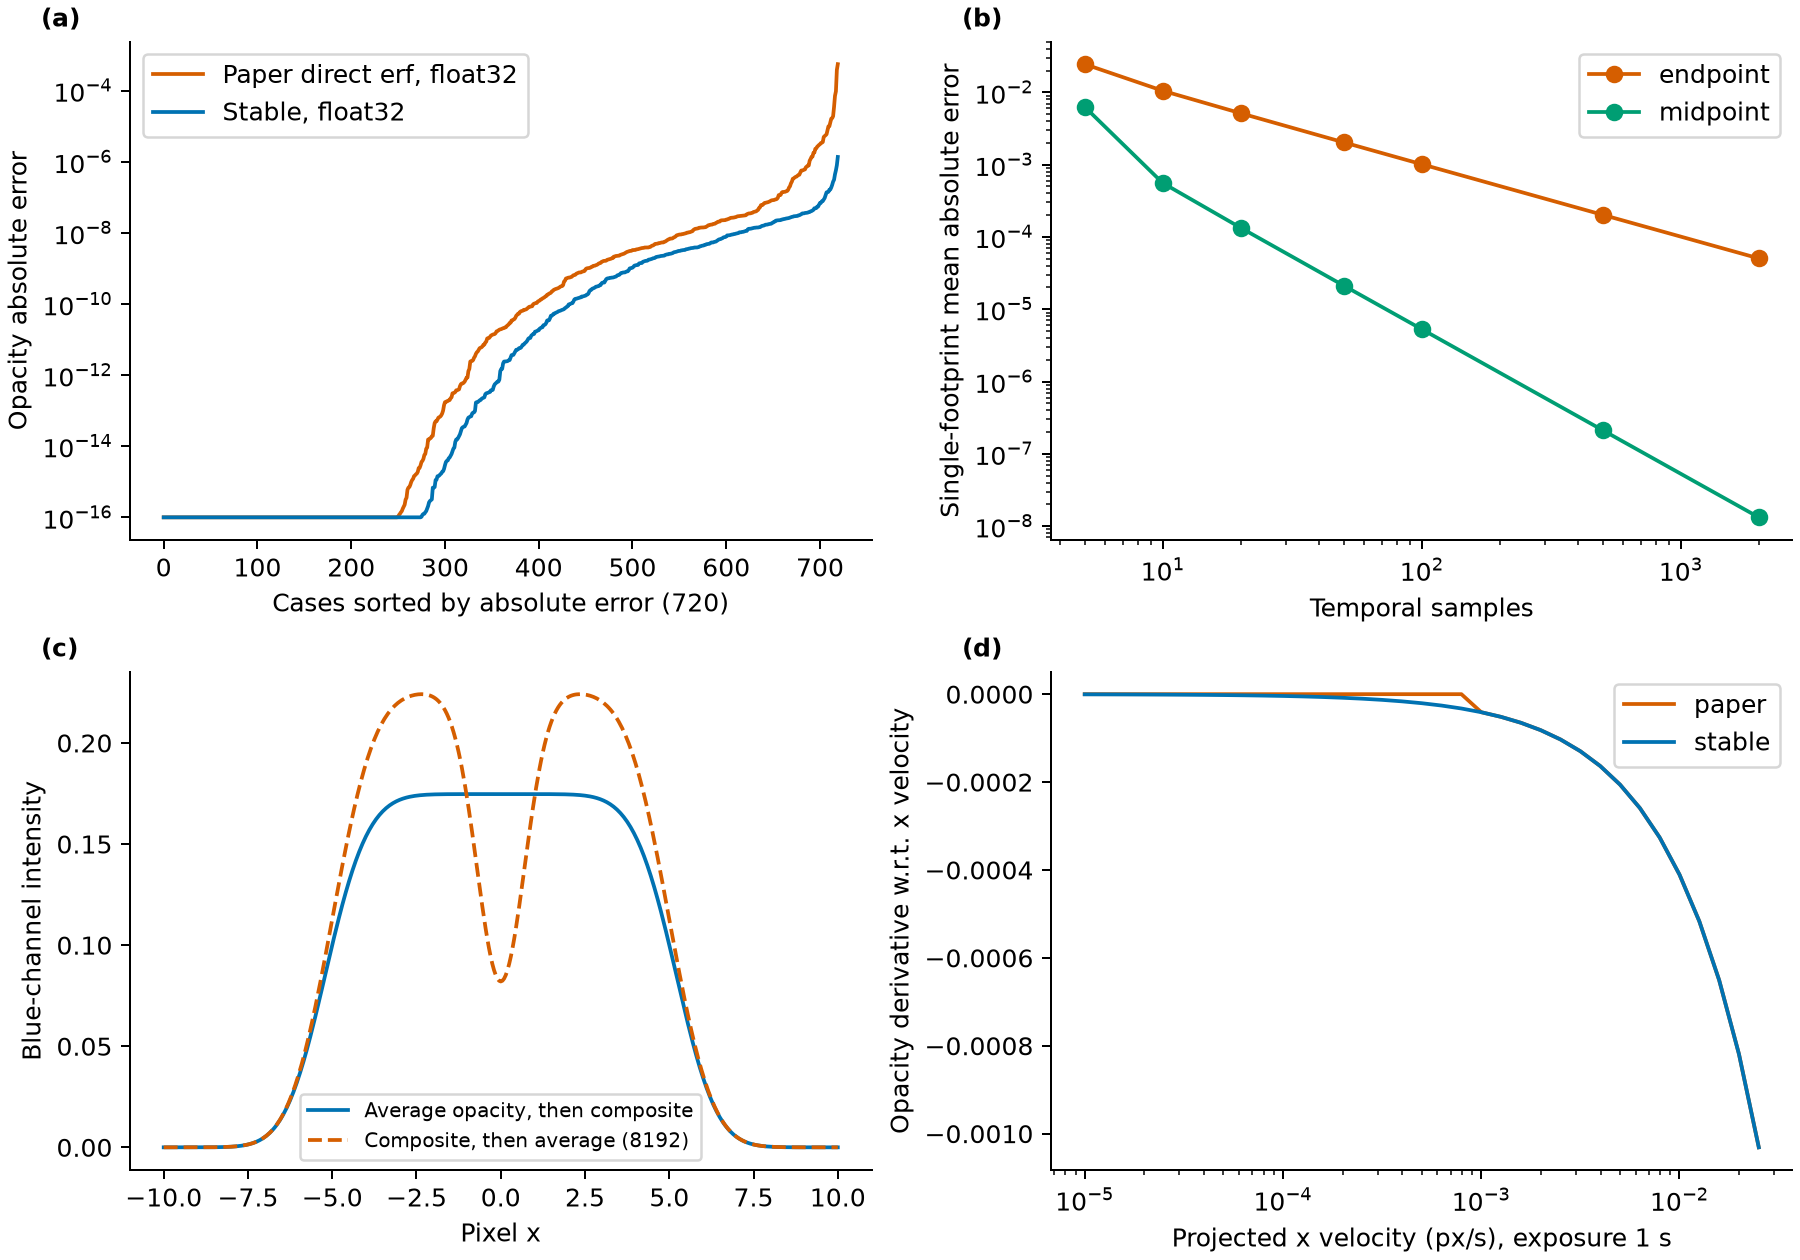 (a)
Opacity absolute error
10⁻⁴
10⁻⁶
10⁻⁸
10⁻¹⁰
10⁻¹²
10⁻¹⁴
10⁻¹⁶
Paper direct erf, float32
Stable, float32
0 100 200 300 400 500 600 700
Cases sorted by absolute error (720)
(b)
Single-footprint mean absolute error
10⁻²
10⁻³
10⁻⁴
10⁻⁵
10⁻⁶
10⁻⁷
10⁻⁸
endpoint
midpoint
10¹ 10² 10³
Temporal samples
(c)
Blue-channel intensity
0.20
0.15
0.10
0.05
0.00
Average opacity, then composite
Composite, then average (8192)
−10.0 −7.5 −5.0 −2.5 0.0 2.5 5.0 7.5 10.0
Pixel x
(d)
Opacity derivative w.r.t. x velocity
0.0000
−0.0002
−0.0004
−0.0006
−0.0008
−0.0010
paper
stable
10⁻⁵ 10⁻⁴ 10⁻³ 10⁻²
Projected x velocity (px/s), exposure 1 s